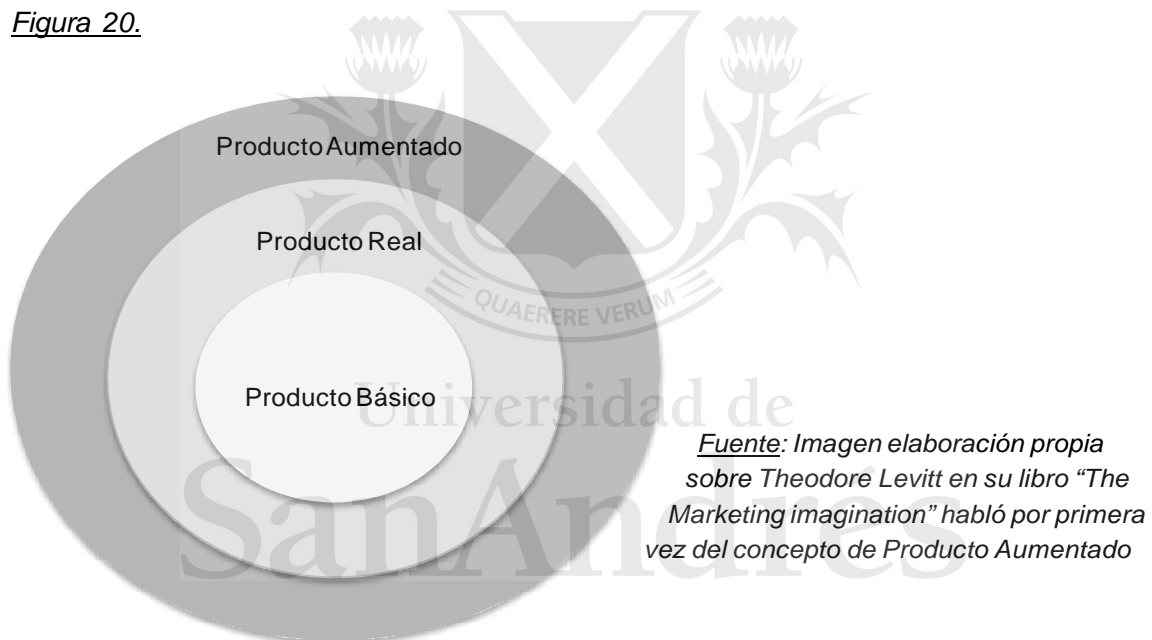 Figura 20.
Producto Aumentado
Producto Real
QUAERERE VERUM
Producto Básico
Universidad de
SanAndrés
Fuente: Imagen elaboración propia
sobre Theodore Levitt en su libro “The
Marketing imagination” habló por primera
vez del concepto de Producto Aumentado